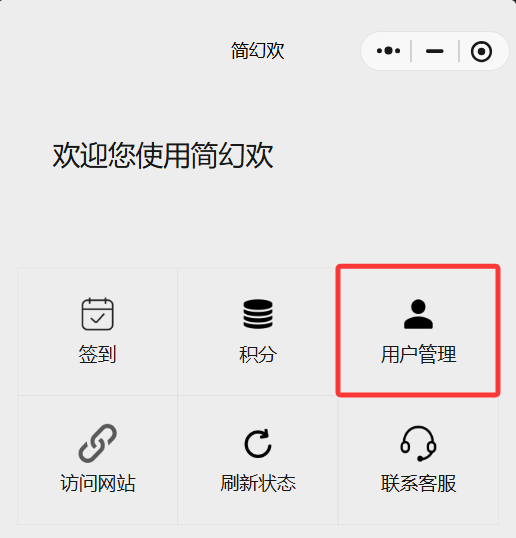 简幻欢
欢迎您使用简幻欢
签到
积分
用户管理
访问网站
刷新状态
联系客服